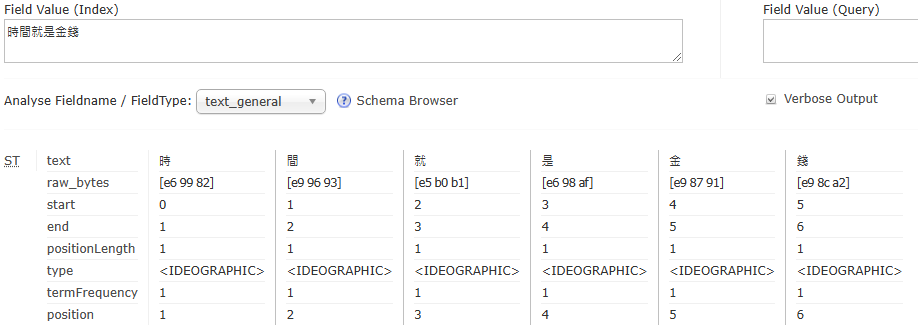 Field Value (Index) Field Value (Query)
時間就是金錢
Analyse Fieldname / FieldType: text_general ? Schema Browser Verbose Output
ST text 時 間 就 是 金 錢
raw_bytes [e6 99 82] [e9 96 93] [e5 b0 b1] [e6 98 af] [e9 87 91] [e9 8c a2]
start 0 1 2 3 4 5
end 1 2 3 4 5 6
positionLength 1 1 1 1 1 1
type <IDEOGRAPHIC> <IDEOGRAPHIC> <IDEOGRAPHIC> <IDEOGRAPHIC> <IDEOGRAPHIC> <IDEOGRAPHIC>
termFrequency 1 1 1 1 1 1
position 1 2 3 4 5 6